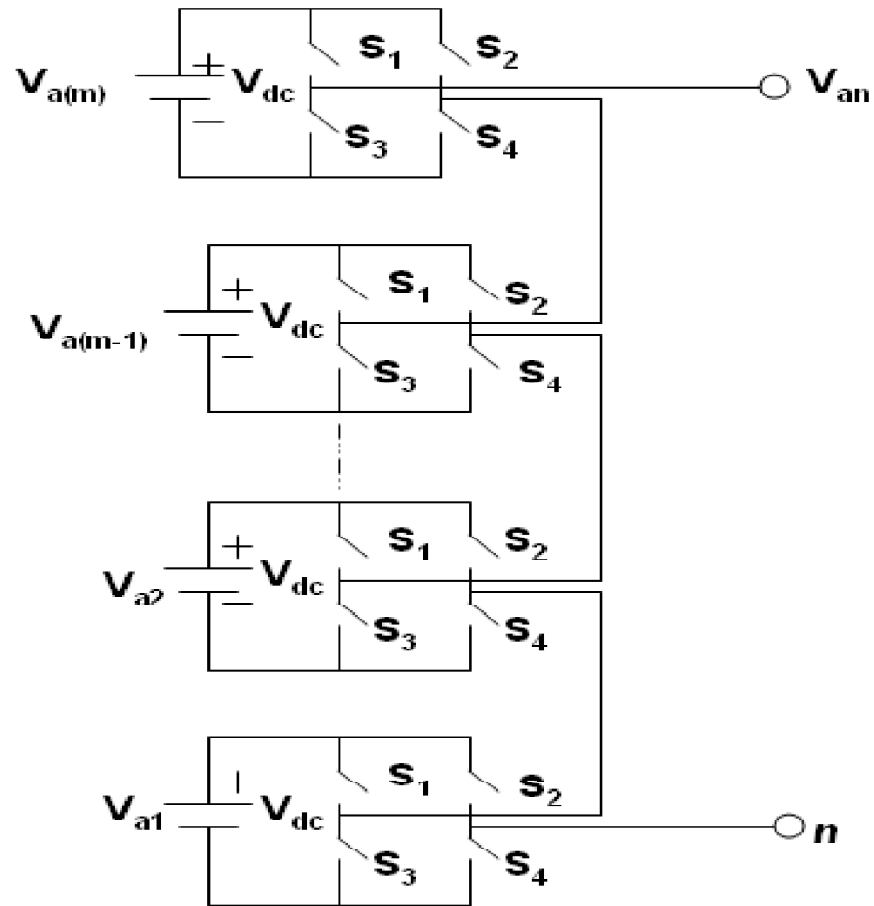 +
Va(m) Vdc S1 S2 Van
−
S3 S4
+
Va(m-1) Vdc S1 S2
−
S3 S4
+
Va2 Vdc S1 S2
−
S3 S4
Va1 Vdc S1 S2
n
S3 S4